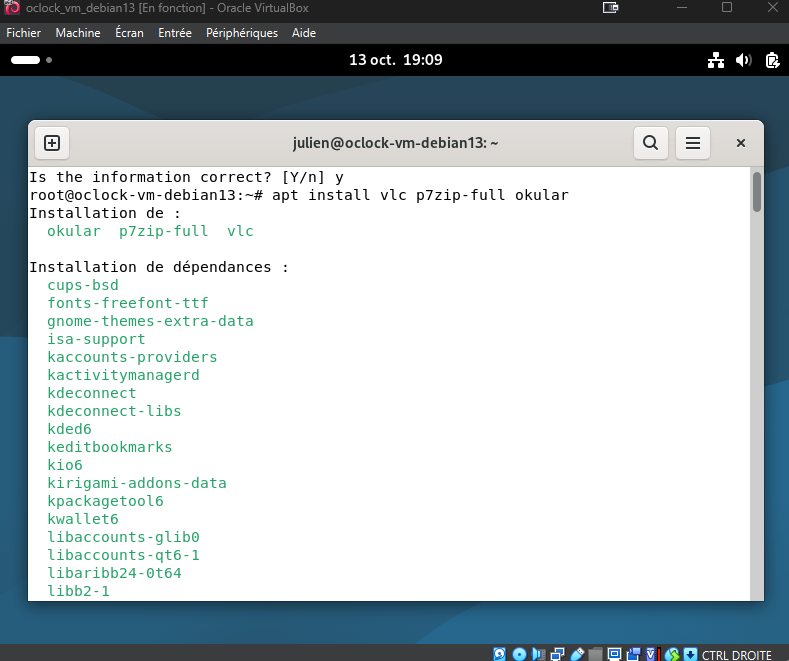 oclock_vm_debian13 [En fonction] - Oracle VirtualBox
Fichier Machine Écran Entrée Périphériques Aide
13 oct. 19:09
julien@oclock-vm-debian13: ~
Is the information correct? [Y/n] y
root@oclock-vm-debian13:~# apt install vlc p7zip-full okular
Installation de :
okular p7zip-full vlc
Installation de dépendances :
cups-bsd
fonts-freefont-ttf
gnome-themes-extra-data
isa-support
kaccounts-providers
kactivitymanagerd
kdeconnect
kdeconnect-libs
kded6
keditbookmarks
kio6
kirigami-addons-data
kpackagetool6
kwallet6
libaccounts-glib0
libaccounts-qt6-1
libaribb24-0t64
libb2-1
CTRL DROITE